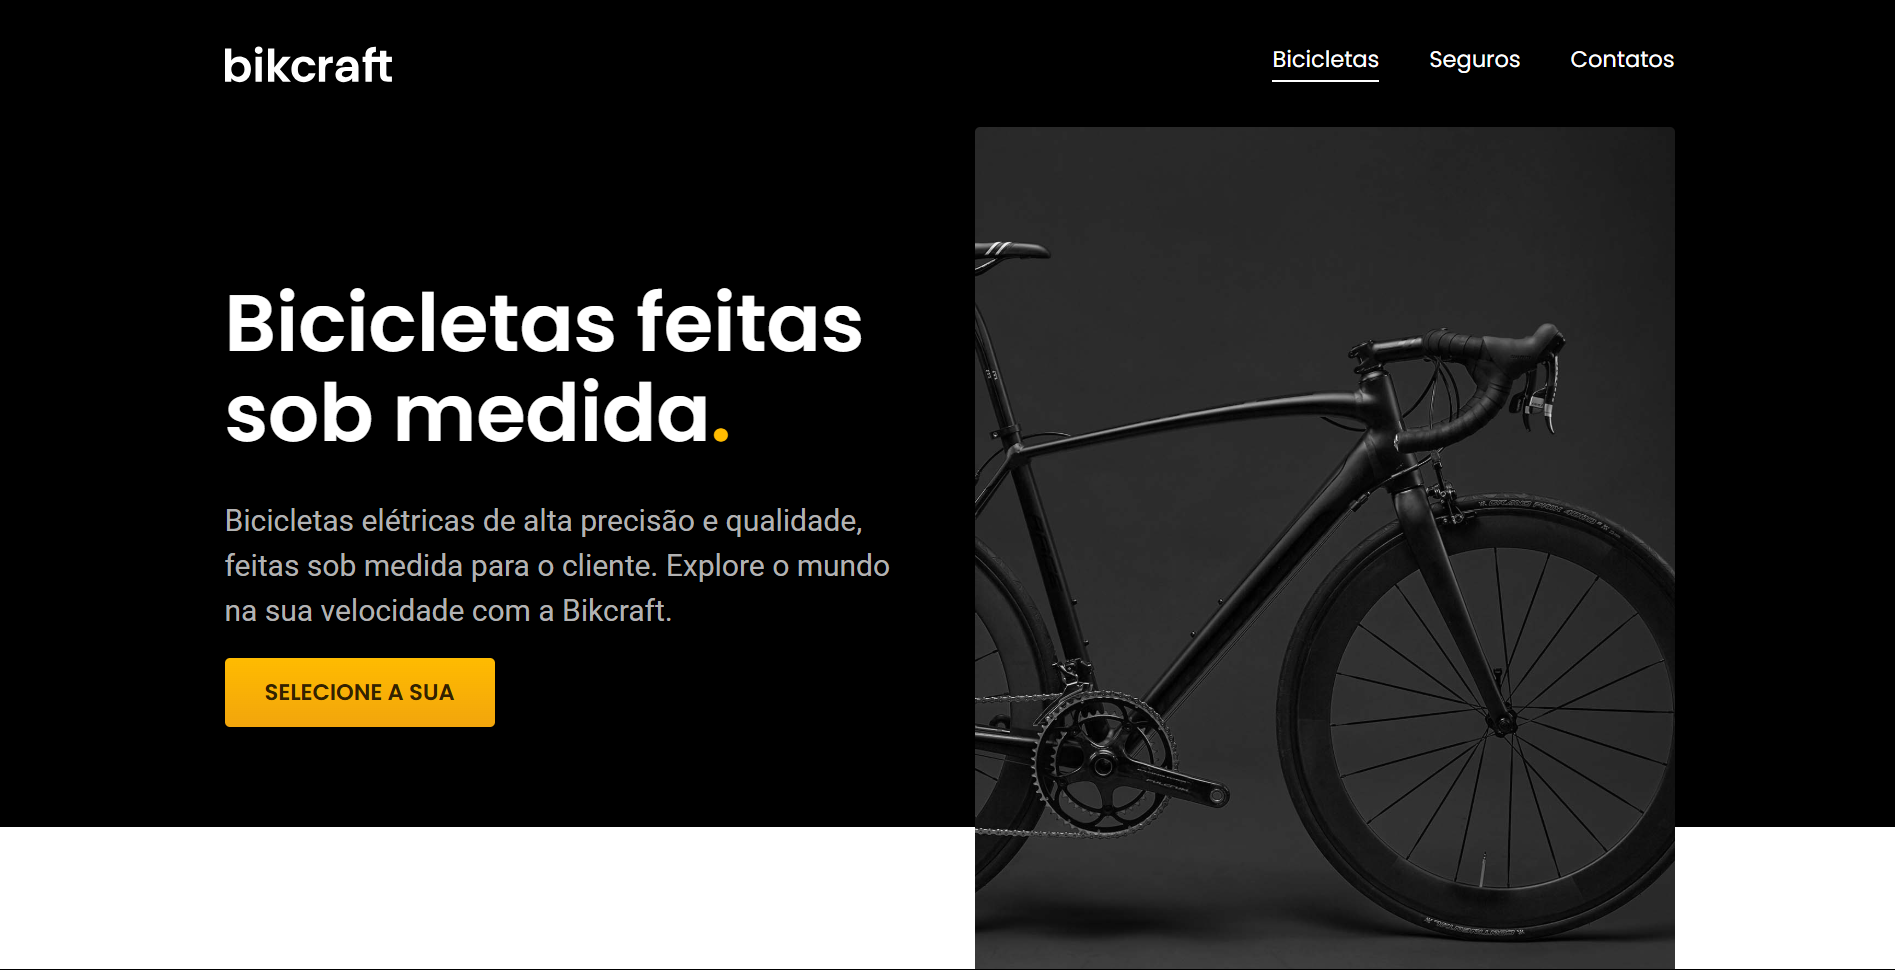 bikcraft
Bicicletas
Seguros
Contatos
Bicicletas feitas
sob medida.
Bicicletas elétricas de alta precisão e qualidade,
feitas sob medida para o cliente. Explore o mundo
na sua velocidade com a Bikcraft.
SELECIONE A SUA